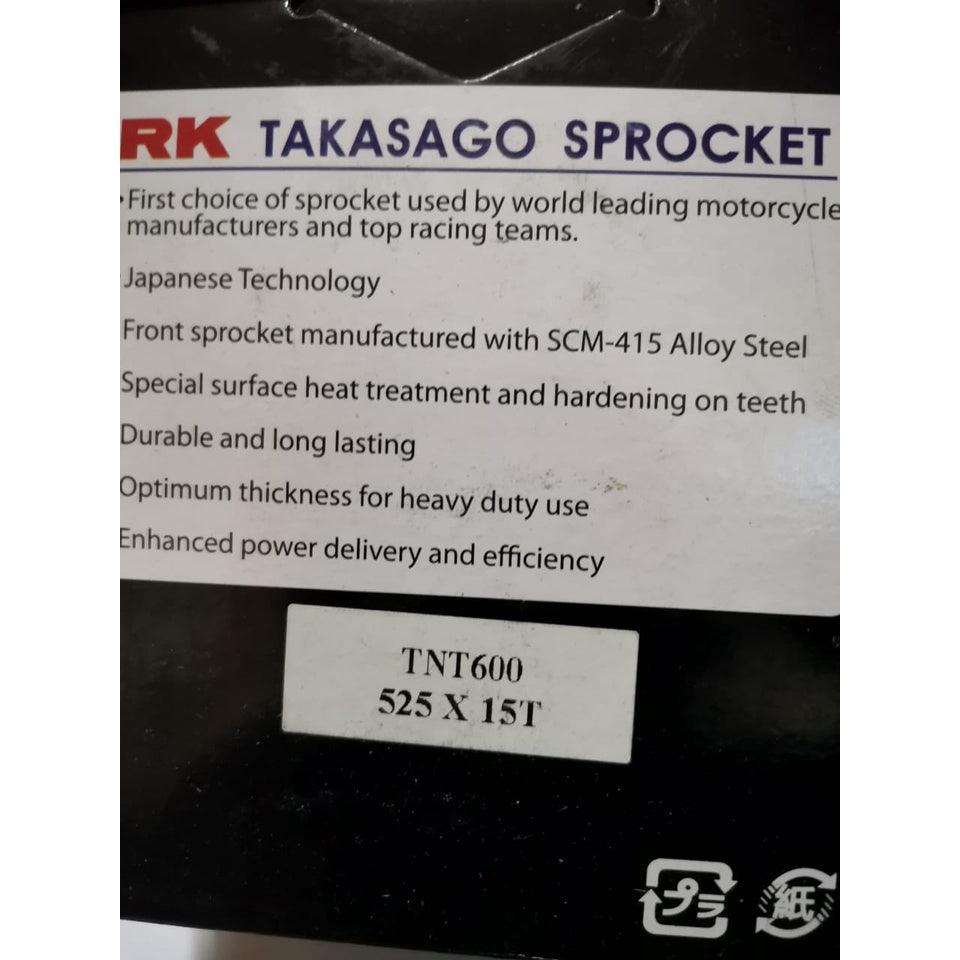 RK TAKASAGO SPROCKET
·First choice of sprocket used by world leading motorcycle
manufacturers and top racing teams.
Japanese Technology
Front sprocket manufactured with SCM-415 Alloy Steel
Special surface heat treatment and hardening on teeth
Durable and long lasting
Optimum thickness for heavy duty use
Enhanced power delivery and efficiency
TNT600
525 X 15T
プラ
紙